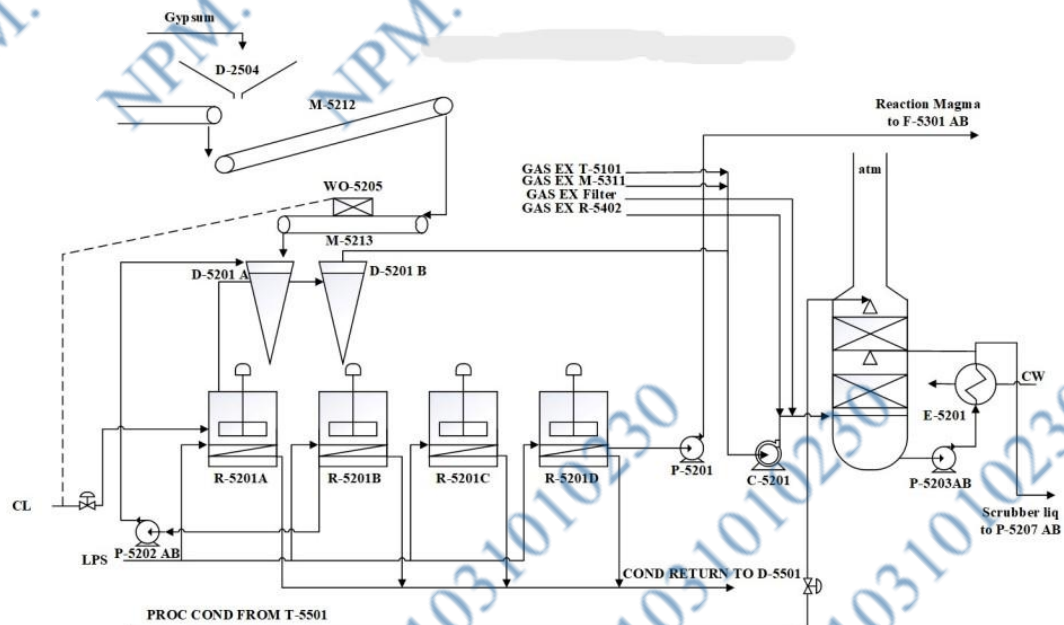 NPM.
NPM.
Gypsum
D-2504
M-5212
Reaction Magma
to F-5301 AB
GAS EX T-5101
GAS EX M-5311
GAS EX Filter
GAS EX R-5402
atm
WO-5205
M-5213
D-5201 A
D-5201 B
CW
E-5201
R-5201A
R-5201B
R-5201C
R-5201D
P-5201
C-5201
P-5203AB
CL
Scrubber liq
to P-5207 AB
P-5202 AB
LPS
COND RETURN TO D-5501
PROC COND FROM T-5501
03101010230
03101010230